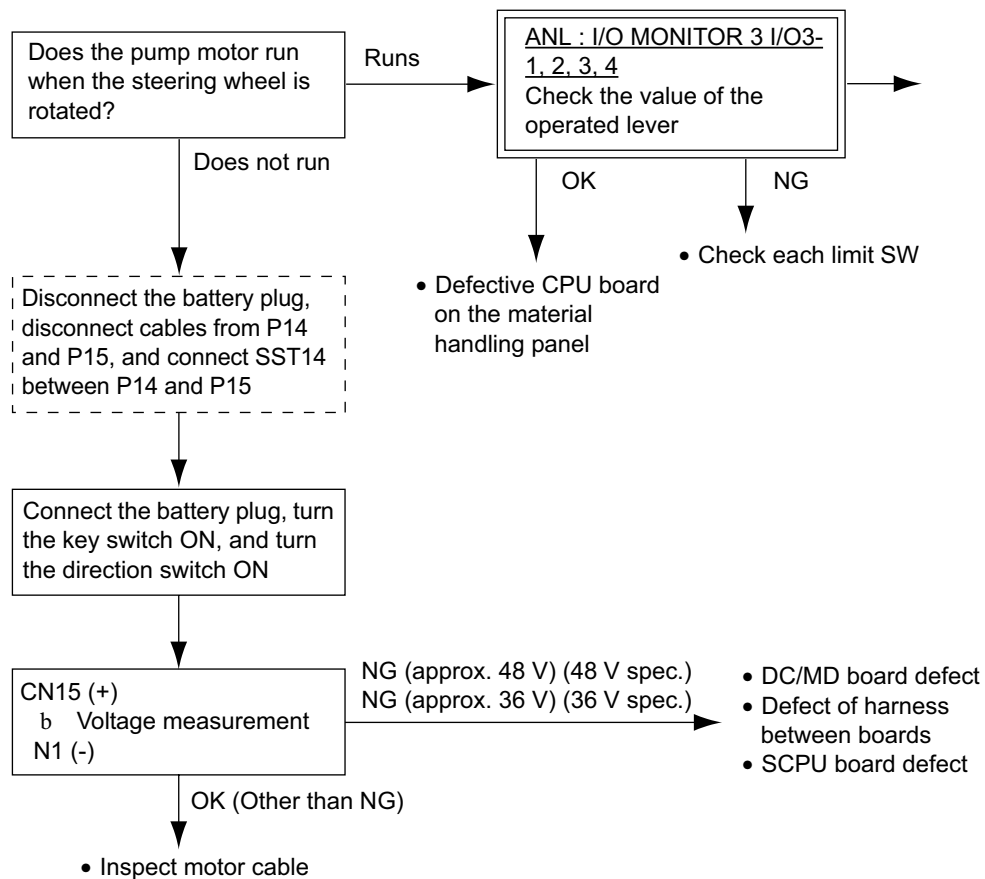 Does the pump motor run
when the steering wheel is
rotated?
Runs
ANL : I/O MONITOR 3 I/O3-
1, 2, 3, 4
Check the value of the
operated lever
Does not run
OK
NG
• Check each limit SW
• Defective CPU board
on the material
handling panel
Disconnect the battery plug,
disconnect cables from P14
and P15, and connect SST14
between P14 and P15
Connect the battery plug, turn
the key switch ON, and turn
the direction switch ON
CN15 (+)
b Voltage measurement
N1 (-)
NG (approx. 48 V) (48 V spec.)
NG (approx. 36 V) (36 V spec.)
• DC/MD board defect
• Defect of harness
between boards
• SCPU board defect
OK (Other than NG)
• Inspect motor cable